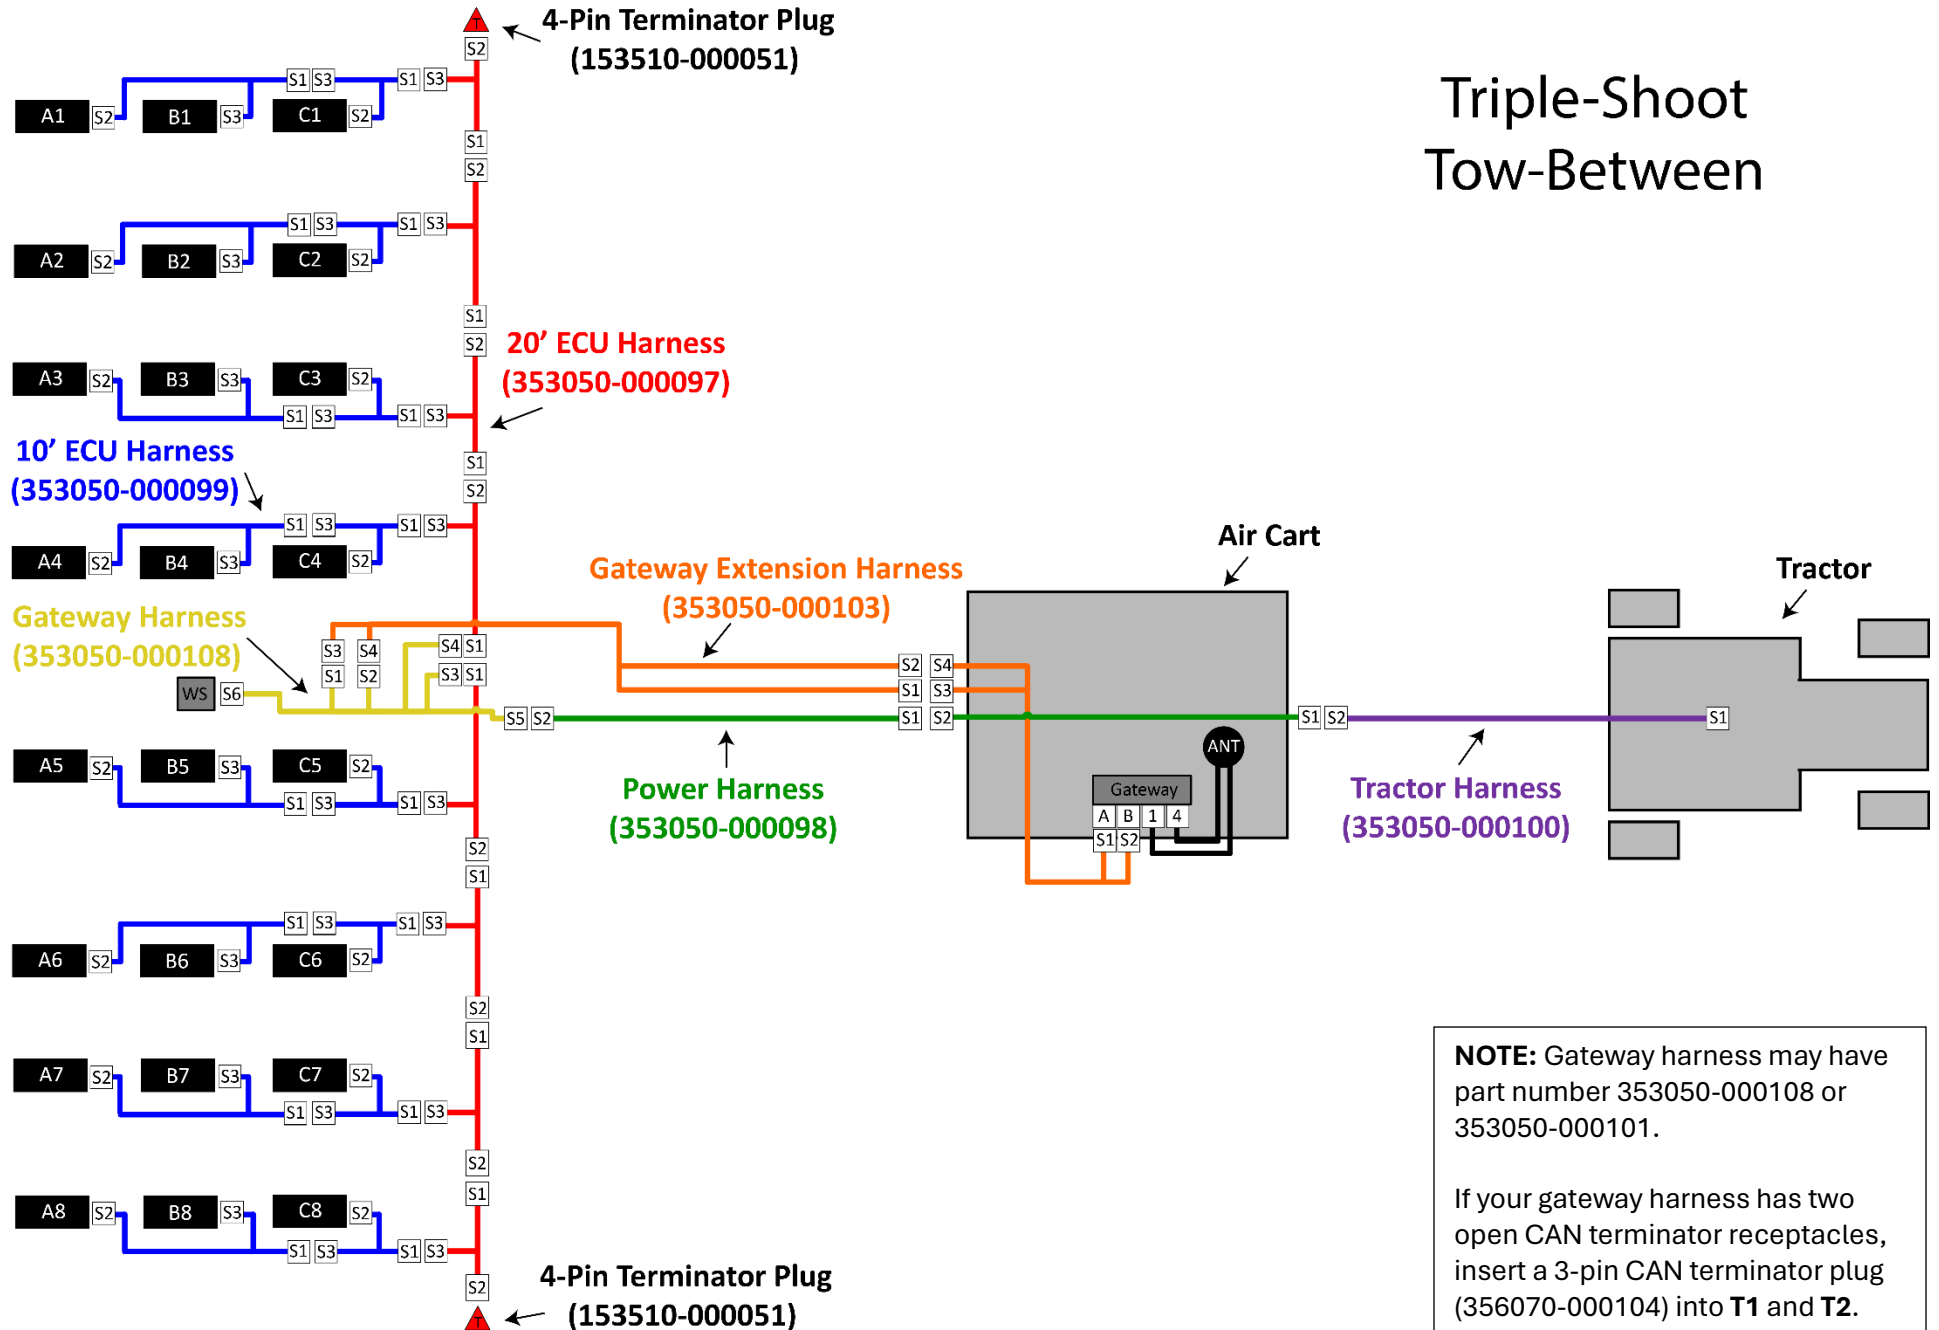 4-Pin Terminator Plug
(153510-000051)
Triple-Shoot
Tow-Between
T
S2
S1 S3 S1 S3
A1 S2 B1 S3 C1 S2
S1
S2
S1 S3 S1 S3
A2 S2 B2 S3 C2 S2
S1
S2
20’ ECU Harness
(353050-000097)
A3 S2 B3 S3 C3 S2
S1 S3 S1 S3
10’ ECU Harness
(353050-000099)
S1
S2
S1 S3 S1 S3
A4 S2 B4 S3 C4 S2
Gateway Extension Harness
(353050-000103)
Air Cart
Tractor
Gateway Harness
(353050-000108)
S3 S4 S4 S1
S1 S2 S3 S1
S2 S4
S1 S3
WS S6
S5 S2 S1 S2 S1 S2 S1
ANT
Gateway
A B 1 4
S1 S2
Power Harness
(353050-000098)
Tractor Harness
(353050-000100)
A5 S2 B5 S3 C5 S2
S1 S3 S1 S3
S2
S1
S1 S3 S1 S3
A6 S2 B6 S3 C6 S2
S2
S1
A7 S2 B7 S3 C7 S2
S1 S3 S1 S3
S2
S1
A8 S2 B8 S3 C8 S2
S1 S3 S1 S3
S2
T
4-Pin Terminator Plug
(153510-000051)
NOTE: Gateway harness may have
part number 353050-000108 or
353050-000101.
If your gateway harness has two
open CAN terminator receptacles,
insert a 3-pin CAN terminator plug
(356070-000104) into T1 and T2.